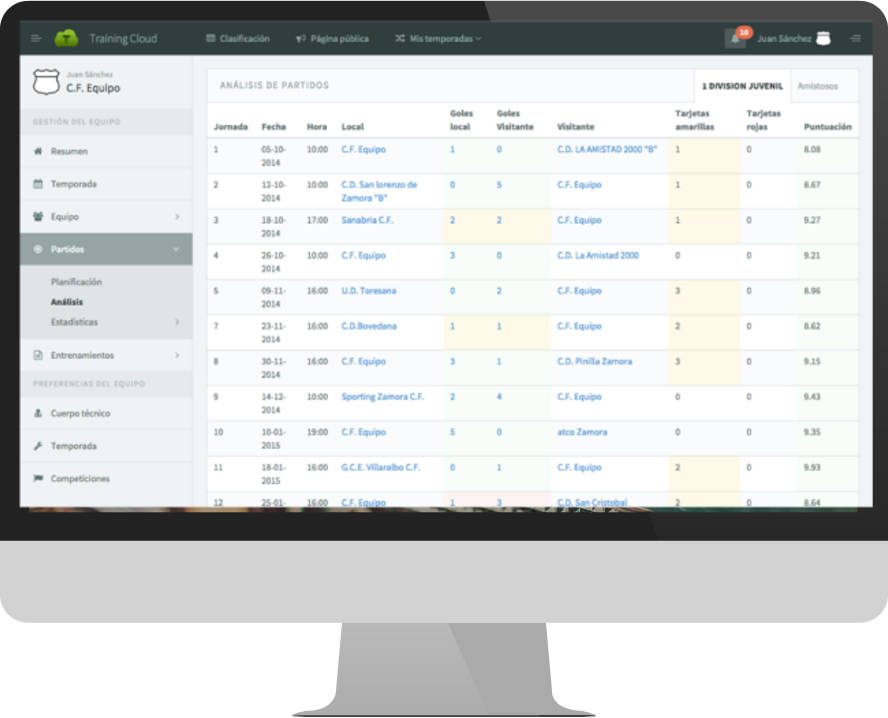 Training Cloud Clasificación Página pública Mis temporadas 10 Juan Sánchez
Juan Sánchez
C.F. Equipo
GESTIÓN DEL EQUIPO
Resumen
Temporada
Equipo
Partidos
Planificación
Análisis
Estadísticas
Entrenamientos
PREFERENCIAS DEL EQUIPO
Cuerpo técnico
Temporada
Competiciones
ANÁLISIS DE PARTIDOS 1 DIVISION JUVENIL Amistosos
Goles Goles Tarjetas Tarjetas
Jornada Fecha Hora Local local Visitante Visitante amarillas rojas Puntuación
1 05-10- 10:00 C.F. Equipo 1 0 C.D. LA AMISTAD 2000 "B" 1 0 8.08
2014
2 12-10- 10:00 C.D. San lorenzo de 0 5 C.F. Equipo 1 0 8.67
2014 Zamora "B"
3 18-10- 17:00 Sanabria C.F. 2 2 C.F. Equipo 1 0 9.27
2014
4 26-10- 10:00 C.F. Equipo 3 0 C.D. La Amistad 2000 0 0 9.21
2014
5 09-11- 16:00 U.D. Toresana 0 2 C.F. Equipo 3 0 8.96
2014
7 23-11- 16:00 C.D.Bovedana 1 1 C.F. Equipo 2 0 8.62
2014
8 30-11- 16:00 C.F. Equipo 3 1 C.D. Pinilla Zamora 3 0 9.15
2014
9 14-12- 10:00 Sporting Zamora C.F. 2 4 C.F. Equipo 0 0 9.43
2014
10 10-01- 19:00 C.F. Equipo 5 0 atco Zamora 0 0 9.35
2015
11 18-01- 16:00 G.C.E. Villaralbo C.F. 0 1 C.F. Equipo 2 0 9.93
2015
12 25-01- 16:00 C.F. Equipo 1 3 C.D. San Cristobal 2 0 8.64